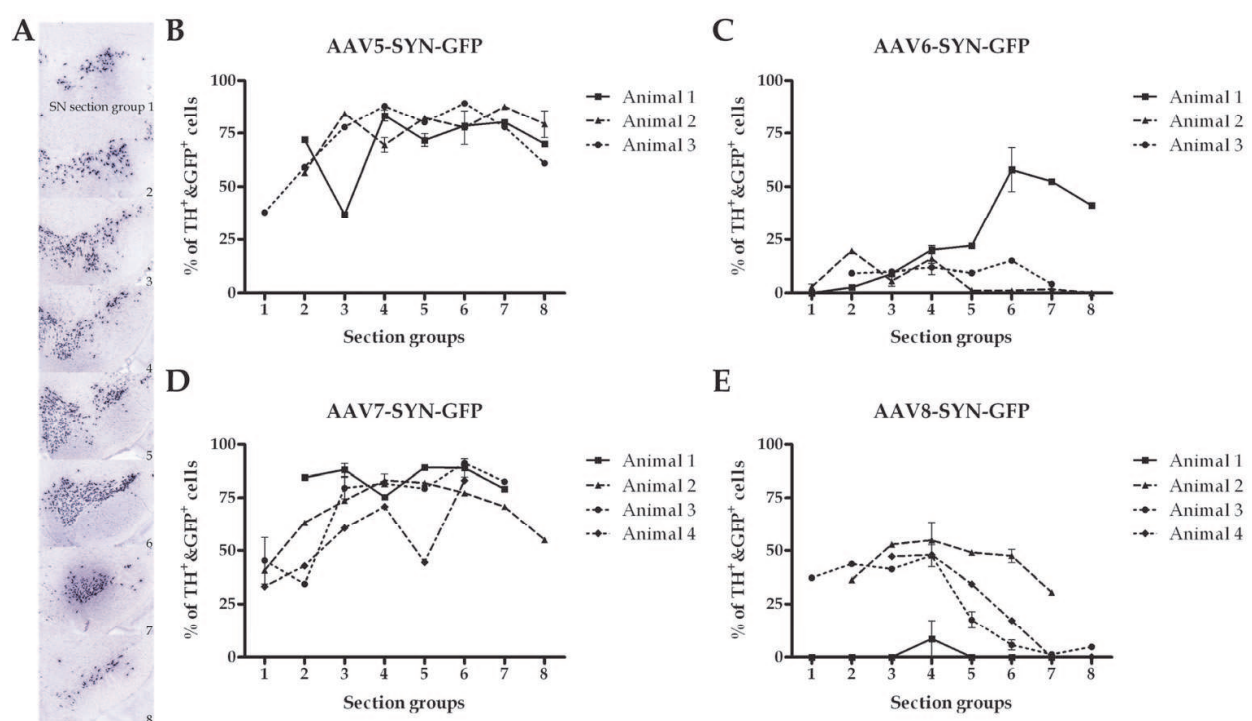 A
SN section group 1
2
3
4
5
6
7
8
B
AAV5-SYN-GFP
% of TH⁺&GFP⁺ cells
100
75
50
25
0
1 2 3 4 5 6 7 8
Section groups
Animal 1
Animal 2
Animal 3
C
AAV6-SYN-GFP
% of TH⁺&GFP⁺ cells
100
75
50
25
0
1 2 3 4 5 6 7 8
Section groups
Animal 1
Animal 2
Animal 3
D
AAV7-SYN-GFP
% of TH⁺&GFP⁺ cells
100
75
50
25
0
1 2 3 4 5 6 7 8
Section groups
Animal 1
Animal 2
Animal 3
Animal 4
E
AAV8-SYN-GFP
% of TH⁺&GFP⁺ cells
100
75
50
25
0
1 2 3 4 5 6 7 8
Section groups
Animal 1
Animal 2
Animal 3
Animal 4